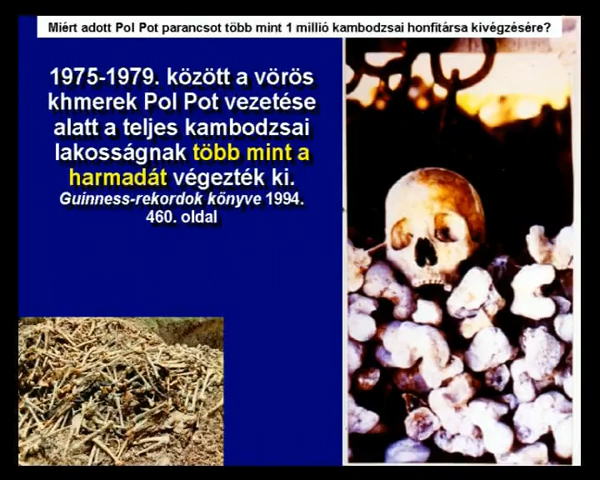 Miért adott Pol Pot parancsot több mint 1 millió kambodzsai honfitársa kivégzésére?
1975-1979. között a vörös
khmerek Pol Pot vezetése
alatt a teljes kambodzsai
lakosságnak több mint a
harmadát végezték ki.
Guinness-rekordok könyve 1994.
460. oldal